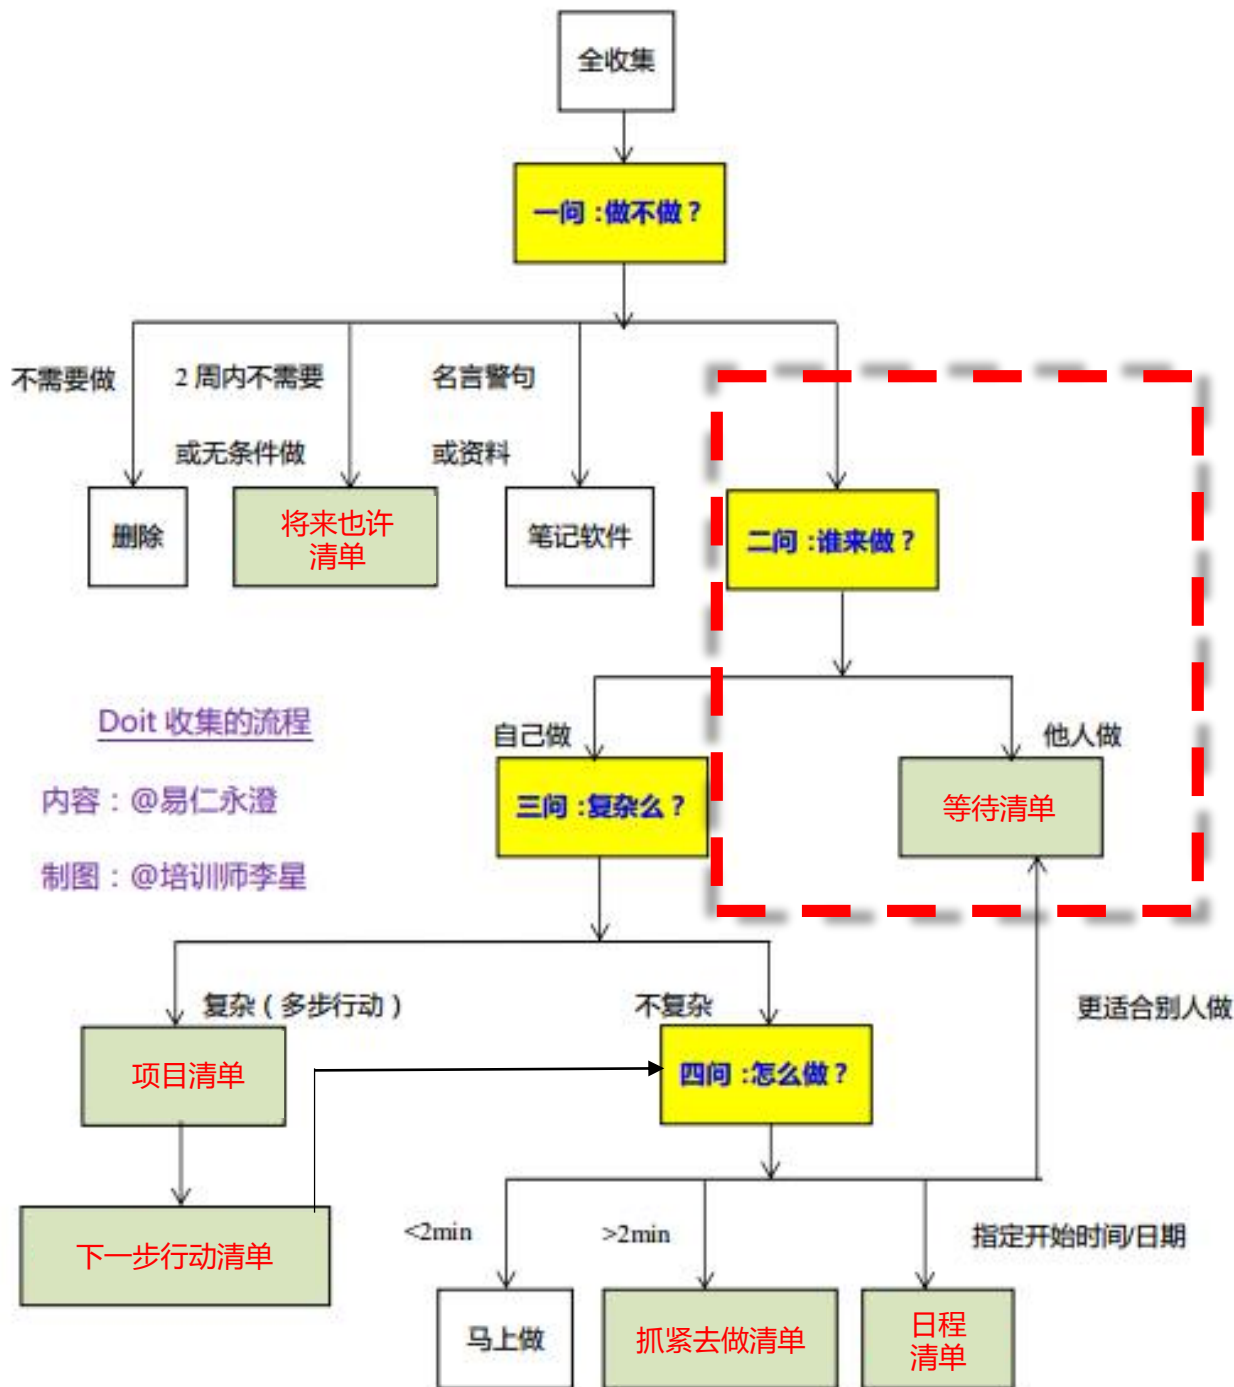 全收集
一问：做不做？
不需要做
2 周内不需要
或无条件做
名言警句
或资料
删除
将来也许
清单
笔记软件
二问：谁来做？
Doit 收集的流程
内容：@易仁永澄
制图：@培训师李星
自己做
他人做
三问：复杂么？
等待清单
复杂（多步行动）
不复杂
更适合别人做
项目清单
四问：怎么做？
下一步行动清单
<2min
>2min
指定开始时间/日期
马上做
抓紧去做清单
日程
清单